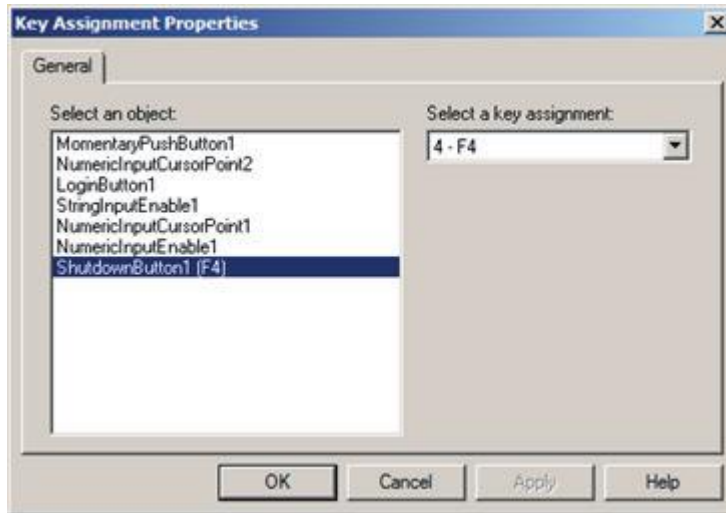 Key Assignment Properties
General
Select an object:
MomentaryPushButton1
NumericInputCursorPoint2
LoginButton1
StringInputEnable1
NumericInputCursorPoint1
NumericInputEnable1
ShutdownButton1 (F4)
Select a key assignment:
4 - F4
OK
Cancel
Apply
Help